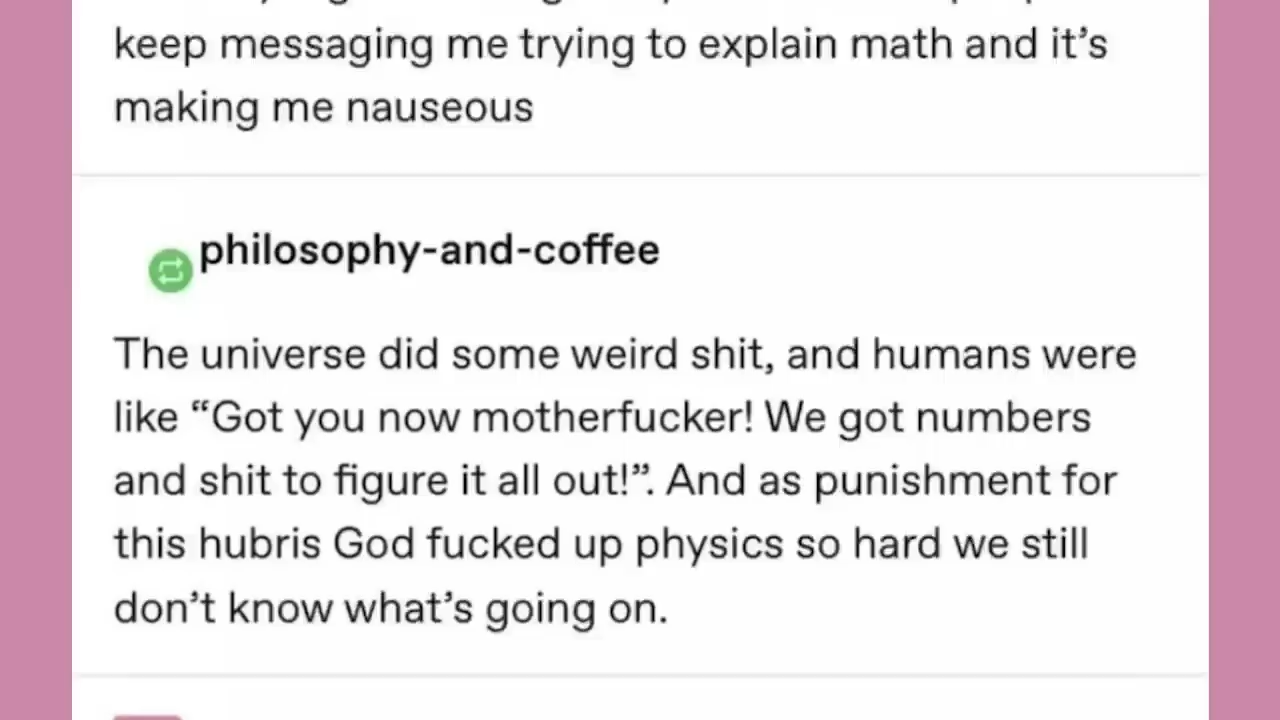 keep messaging me trying to explain math and it’s
making me nauseous
philosophy-and-coffee
The universe did some weird shit, and humans were
like “Got you now motherfucker! We got numbers
and shit to figure it all out!”. And as punishment for
this hubris God fucked up physics so hard we still
don’t know what’s going on.